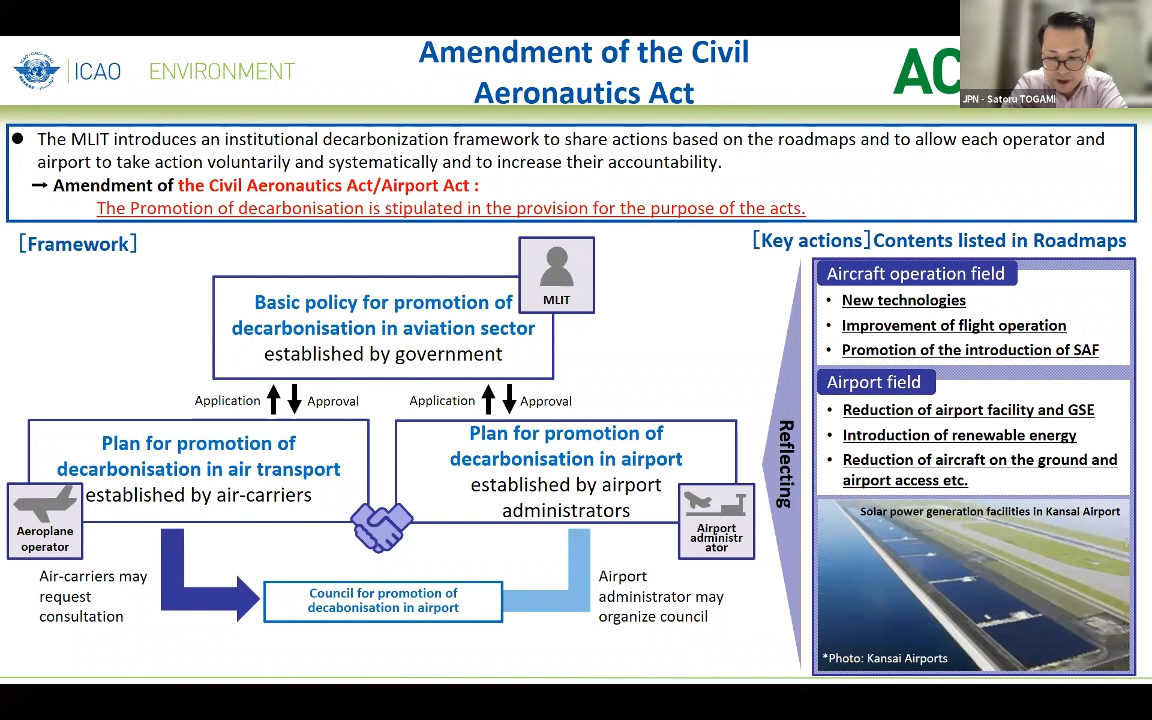 ICAO
ENVIRONMENT
Amendment of the Civil
Aeronautics Act
AC
JPN - Satoru TOGAMI
● The MLIT introduces an institutional decarbonization framework to share actions based on the roadmaps and to allow each operator and
airport to take action voluntarily and systematically and to increase their accountability.
→ Amendment of the Civil Aeronautics Act/Airport Act :
The Promotion of decarbonisation is stipulated in the provision for the purpose of the acts.
[Framework]
MLIT
Basic policy for promotion of
decarbonisation in aviation sector
established by government
Application
Approval
Application
Approval
Plan for promotion of
decarbonisation in air transport
established by air-carriers
Aeroplane
operator
Plan for promotion of
decarbonisation in airport
established by airport
administrators
Airport
administr
ator
Air-carriers may
request
consultation
Council for promotion of
decabonisation in airport
Airport
administrator may
organize council
Reflecting
[Key actions] Contents listed in Roadmaps
Aircraft operation field
• New technologies
• Improvement of flight operation
• Promotion of the introduction of SAF
Airport field
• Reduction of airport facility and GSE
• Introduction of renewable energy
• Reduction of aircraft on the ground and
airport access etc.
Solar power generation facilities in Kansai Airport
*Photo: Kansai Airports